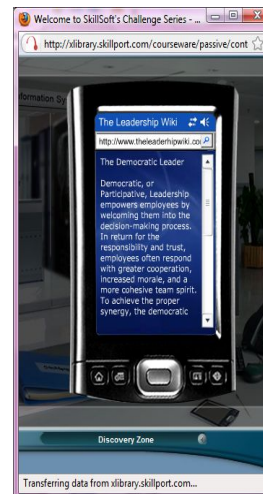 Welcome to SkillSoft's Challenge Series - ...
http://xlibrary.skillport.com/courseware/passive/cont
formation Sy
The Leadership Wiki
http://www.theleaderhipwiki.co
The Democratic Leader
Democratic, or
Participative, Leadership
empowers employees by
welcoming them into the
decision-making process.
In return for the
responsibility and trust,
employees often respond
with greater cooperation,
increased morale, and a
more cohesive team spirit.
To achieve the proper
synergy, the democratic
Discovery Zone
Transferring data from xlibrary.skillport.com...